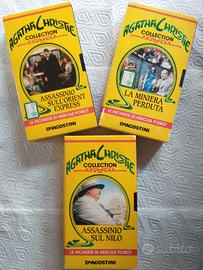 AGATHA CHRISTIE
COLLECTION
ASSASSINIO
SULL'ORIENT
EXPRESS
LE INCHIESTE DI HERCULE POIROT
DEAGOSTINI
AGATHA CHRISTIE
COLLECTION
LA MINIERA
PERDUTA
LE INCHIESTE DI HERCULE POIROT
DEAGOSTINI
AGATHA CHRISTIE
COLLECTION
ASSASSINIO
SUL NILO
LE INCHIESTE DI HERCULE POIROT
DEAGOSTINI
subito